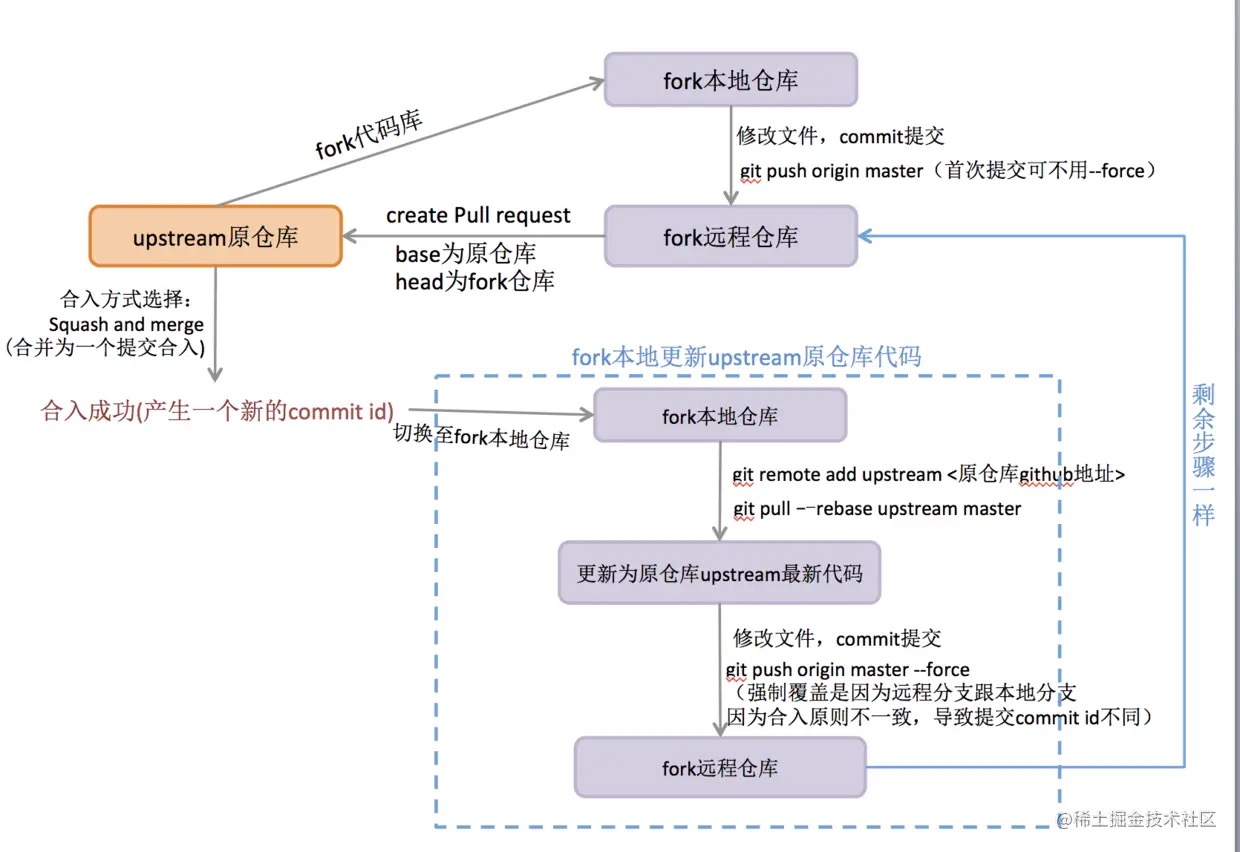 fork本地仓库
fork代码库
修改文件，commit提交
git push origin master（首次提交可不用--force）
upstream原仓库
create Pull request
base为原仓库
head为fork仓库
fork远程仓库
合入方式选择：
Squash and merge
(合并为一个提交合入)
合入成功(产生一个新的commit id)
切换至fork本地仓库
fork本地更新upstream原仓库代码
fork本地仓库
git remote add upstream <原仓库github地址>
git pull --rebase upstream master
更新为原仓库upstream最新代码
修改文件，commit提交
git push origin master --force
（强制覆盖是因为远程分支跟本地分支
因为合入原则不一致，导致提交commit id不同）
fork远程仓库
剩余步骤一样
@稀土掘金技术社区